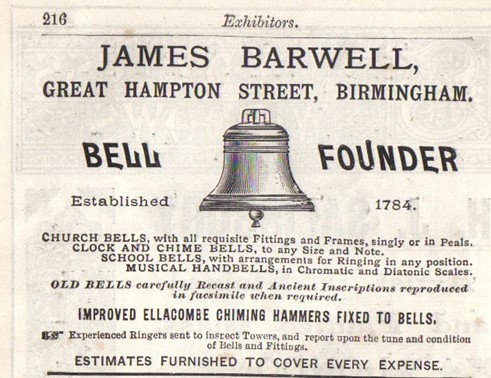 216 Exhibitors.
JAMES BARWELL,
GREAT HAMPTON STREET, BIRMINGHAM.
BELL FOUNDER
Established 1784.
CHURCH BELLS, with all requisite Fittings and Frames, singly or in Peals.
CLOCK AND CHIME BELLS, to any Size and Note.
SCHOOL BELLS, with arrangements for Ringing in any position.
MUSICAL HANDBELLS, in Chromatic and Diatonic Scales.
OLD BELLS carefully Recast and Ancient Inscriptions reproduced
in facsimile when required.
IMPROVED ELLACOMBE CHIMING HAMMERS FIXED TO BELLS.
☞ Experienced Ringers sent to inspect Towers, and report upon the tune and condition
of Bells and Fittings.
ESTIMATES FURNISHED TO COVER EVERY EXPENSE.